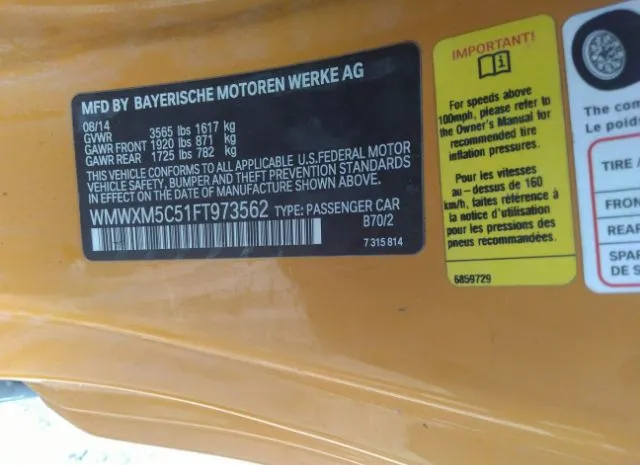 MFD BY BAYERISCHE MOTOREN WERKE AG
08/14
GVWR 3565 lbs 1617 kg
GAWR FRONT 1920 lbs 871 kg
GAWR REAR 1725 lbs 782 kg
THIS VEHICLE CONFORMS TO ALL APPLICABLE U.S.FEDERAL MOTOR
VEHICLE SAFETY, BUMPER AND THEFT PREVENTION STANDARDS
IN EFFECT ON THE DATE OF MANUFACTURE SHOWN ABOVE.
WMWXM5C51FT973562 TYPE: PASSENGER CAR
B70/2
7 315 814
IMPORTANT!
For speeds above
100mph, please refer to
the Owner's Manual for
recommended tire
inflation pressures.
Pour les vitesses
au-dessus de 160
km/h, faites référence à
la notice d'utilisation
pour les pressions des
pneus recommandées.
6859729
The com
Le poids
TIRE
FRON
REAR
SPAR
DE S